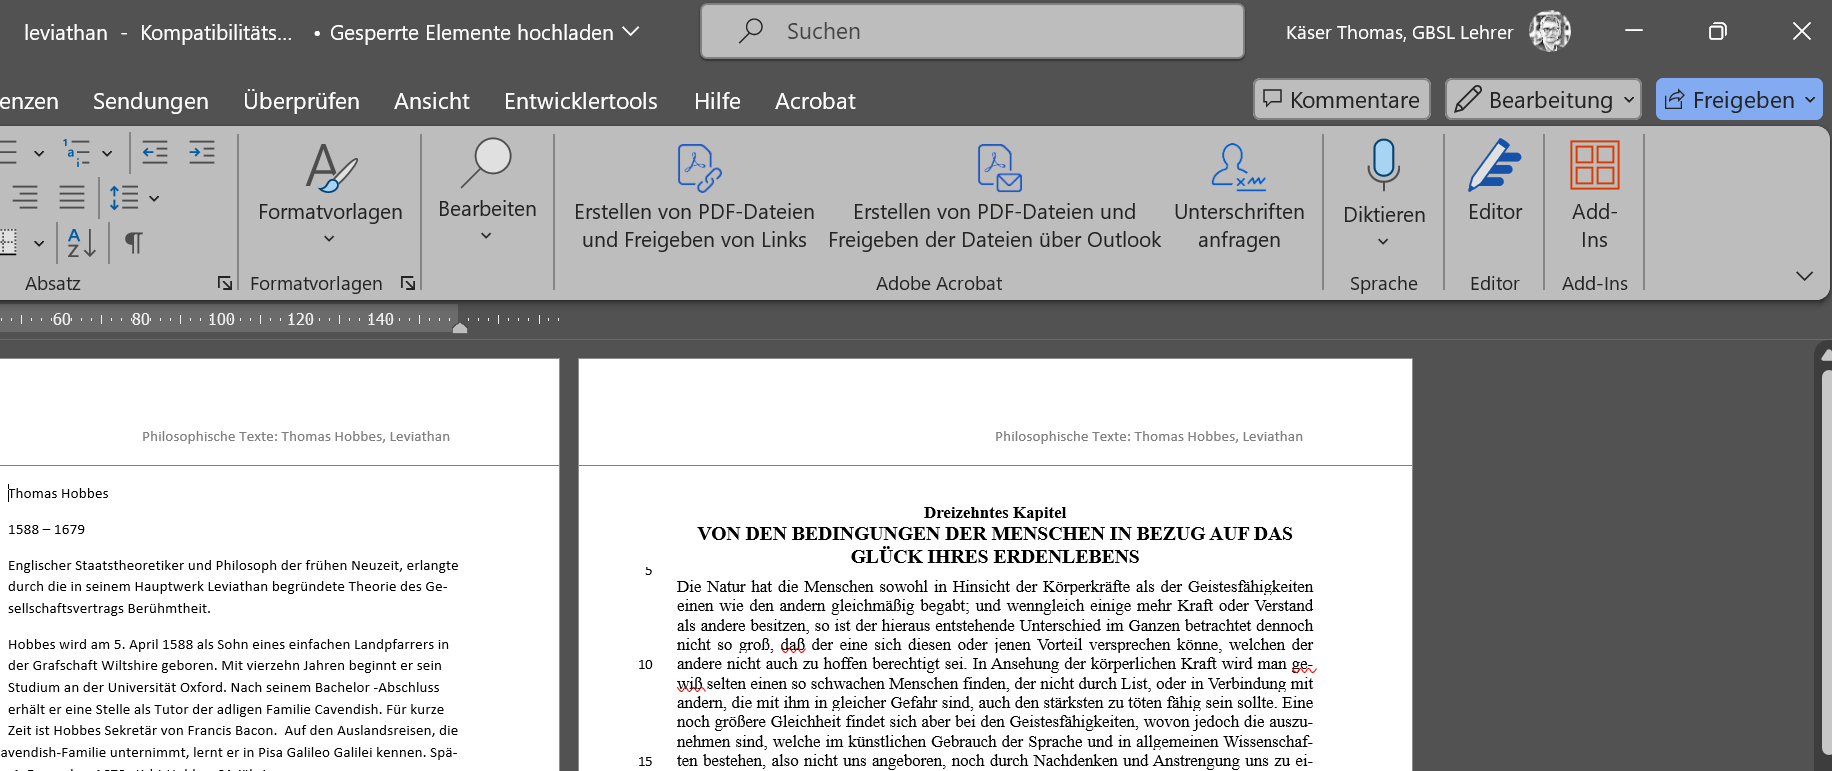 leviathan - Kompatibilitäts... • Gesperrte Elemente hochladen
Suchen
Käser Thomas, GBSL Lehrer
enzen Sendungen Überprüfen Ansicht Entwicklertools Hilfe Acrobat
Kommentare Bearbeitung Freigeben
Formatvorlagen
Bearbeiten
Erstellen von PDF-Dateien
und Freigeben von Links
Erstellen von PDF-Dateien und
Freigeben der Dateien über Outlook
Unterschriften
anfragen
Diktieren
Editor
Add-
Ins
Absatz Formatvorlagen Adobe Acrobat Sprache Editor Add-Ins
60 80 100 120 140
Philosophische Texte: Thomas Hobbes, Leviathan
Thomas Hobbes
1588 – 1679
Englischer Staatstheoretiker und Philosoph der frühen Neuzeit, erlangte
durch die in seinem Hauptwerk Leviathan begründete Theorie des Ge-
sellschaftsvertrags Berühmtheit.
Hobbes wird am 5. April 1588 als Sohn eines einfachen Landpfarrers in
der Grafschaft Wiltshire geboren. Mit vierzehn Jahren beginnt er sein
Studium an der Universität Oxford. Nach seinem Bachelor -Abschluss
erhält er eine Stelle als Tutor der adligen Familie Cavendish. Für kurze
Zeit ist Hobbes Sekretär von Francis Bacon. Auf den Auslandsreisen, die
avendish-Familie unternimmt, lernt er in Pisa Galileo Galilei kennen. Spä-
Philosophische Texte: Thomas Hobbes, Leviathan
Dreizehntes Kapitel
VON DEN BEDINGUNGEN DER MENSCHEN IN BEZUG AUF DAS
GLÜCK IHRES ERDENLEBENS
5
Die Natur hat die Menschen sowohl in Hinsicht der Körperkräfte als der Geistesfähigkeiten
einen wie den andern gleichmäßig begabt; und wenngleich einige mehr Kraft oder Verstand
als andere besitzen, so ist der hieraus entstehende Unterschied im Ganzen betrachtet dennoch
nicht so groß, daß der eine sich diesen oder jenen Vorteil versprechen könne, welchen der
10 andere nicht auch zu hoffen berechtigt sei. In Ansehung der körperlichen Kraft wird man ge-
wiß selten einen so schwachen Menschen finden, der nicht durch List, oder in Verbindung mit
andern, die mit ihm in gleicher Gefahr sind, auch den stärksten zu töten fähig sein sollte. Eine
noch größere Gleichheit findet sich aber bei den Geistesfähigkeiten, wovon jedoch die auszu-
nehmen sind, welche im künstlichen Gebrauch der Sprache und in allgemeinen Wissenschaf-
15 ten bestehen, also nicht uns angeboren, noch durch Nachdenken und Anstrengung uns zu ei-